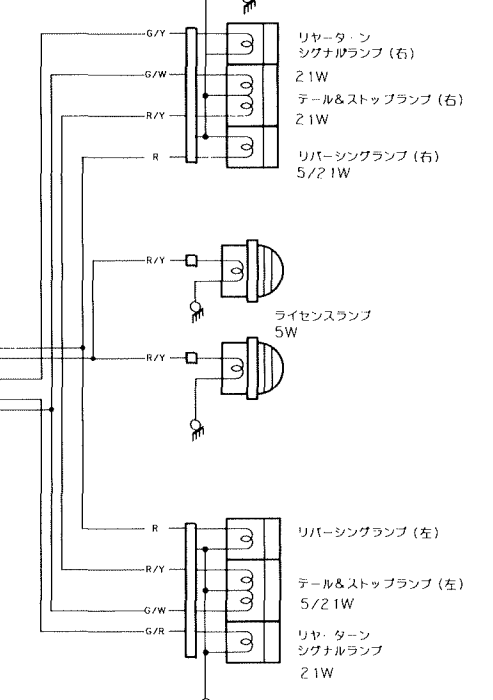 G/Y
リヤータ・ン
シグナルランプ (右)
G/W
21W
テール&ストップランプ (右)
R/Y
21W
R
リバーシングランプ (右)
5/21W
R/Y
ライセンスランプ
5W
R/Y
R
リバーシングランプ (左)
R/Y
テール&ストップランプ (左)
5/21W
G/W
G/R
リヤ・ターン
シグナルランプ
21W